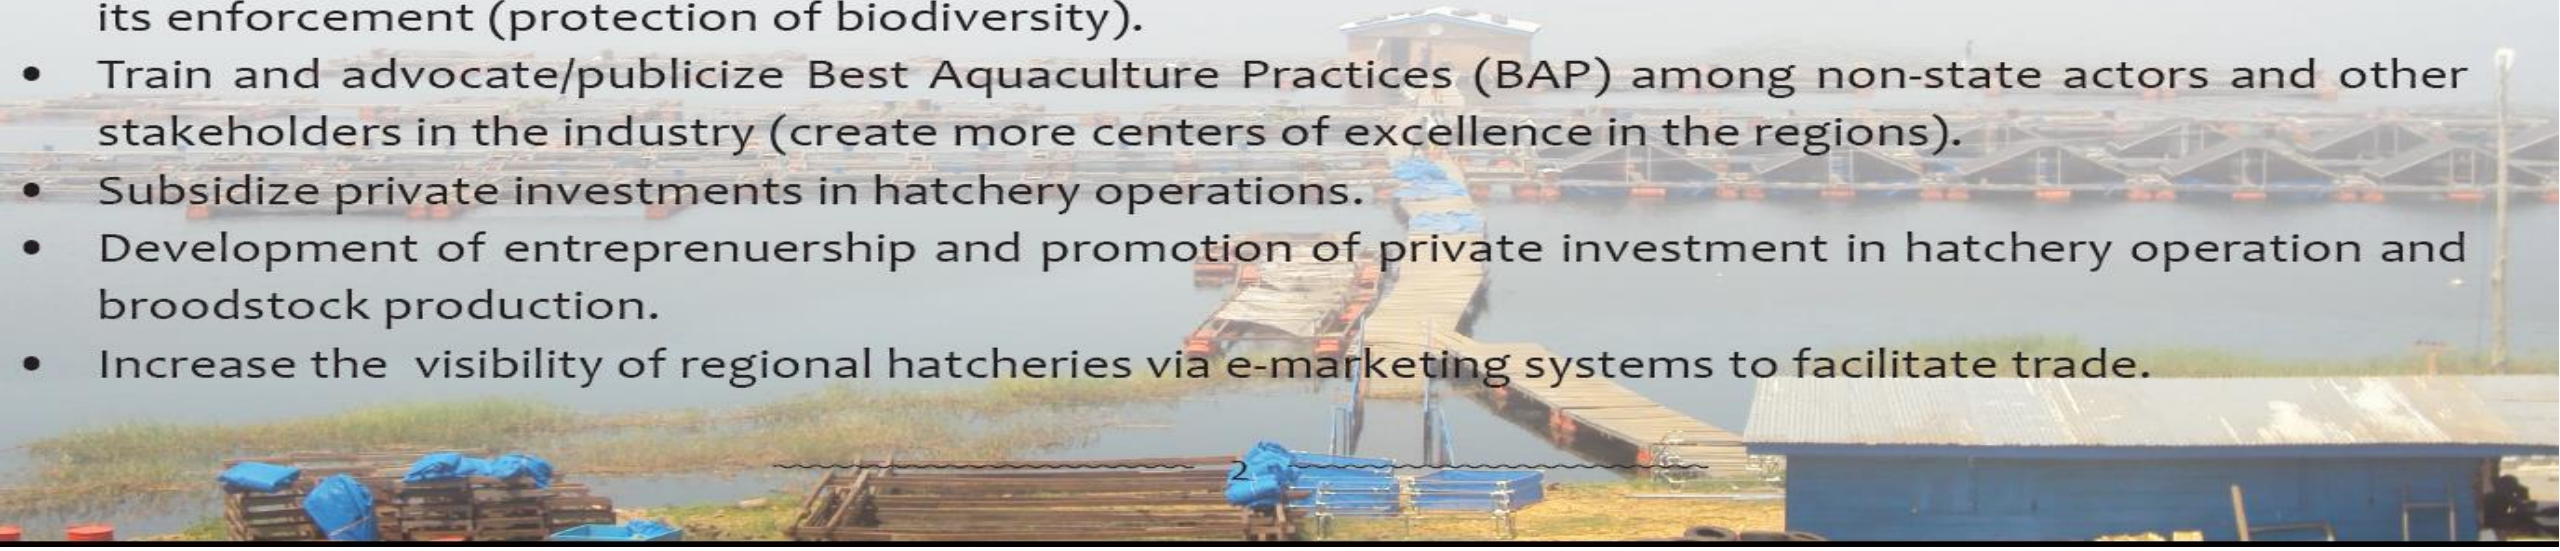 its enforcement (protection of biodiversity).
• Train and advocate/publicize Best Aquaculture Practices (BAP) among non-state actors and other
stakeholders in the industry (create more centers of excellence in the regions).
• Subsidize private investments in hatchery operations.
• Development of entreprenuership and promotion of private investment in hatchery operation and
broodstock production.
• Increase the visibility of regional hatcheries via e-marketing systems to facilitate trade.
2